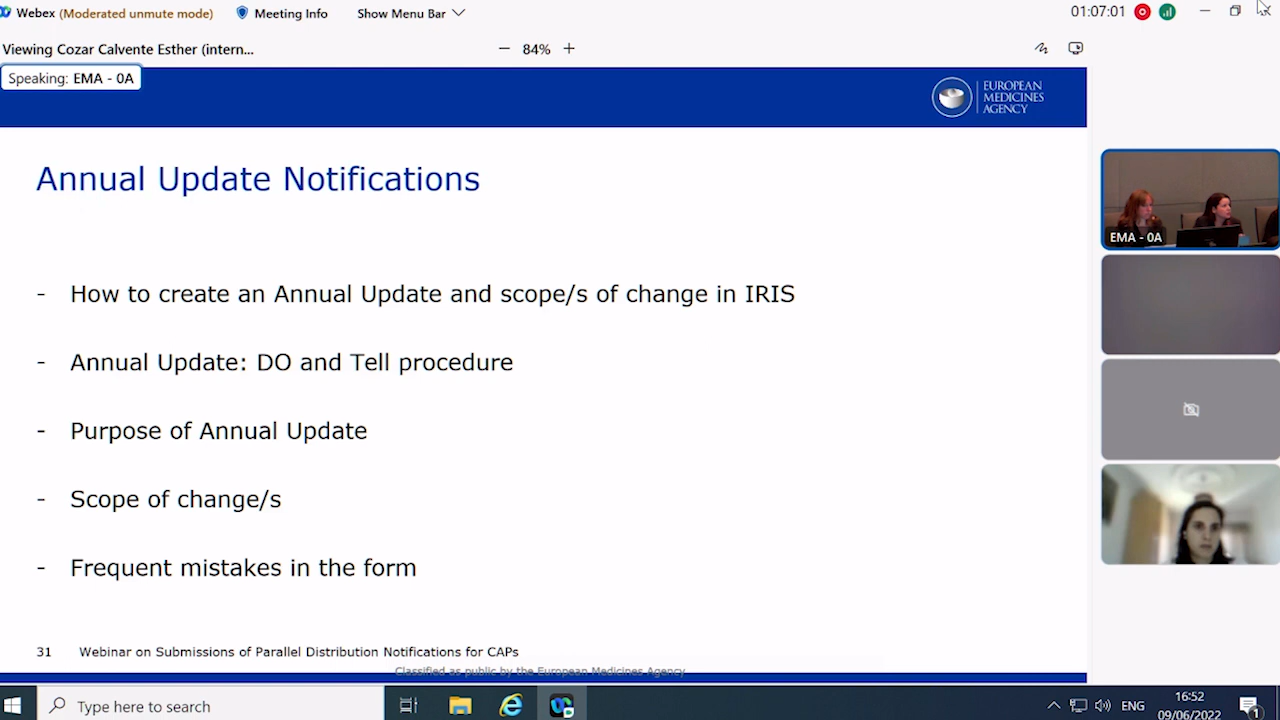 Webex (Moderated unmute mode) Meeting Info Show Menu Bar 01:07:01
Viewing Cozar Calvente Esther (intern... 84%
Speaking: EMA - 0A
EUROPEAN
MEDICINES
AGENCY
Annual Update Notifications
- How to create an Annual Update and scope/s of change in IRIS
- Annual Update: DO and Tell procedure
- Purpose of Annual Update
- Scope of change/s
- Frequent mistakes in the form
EMA - 0A
31 Webinar on Submissions of Parallel Distribution Notifications for CAPs
Classified as public by the European Medicines Agency
Type here to search
ENG
16:52
09/06/2022
1